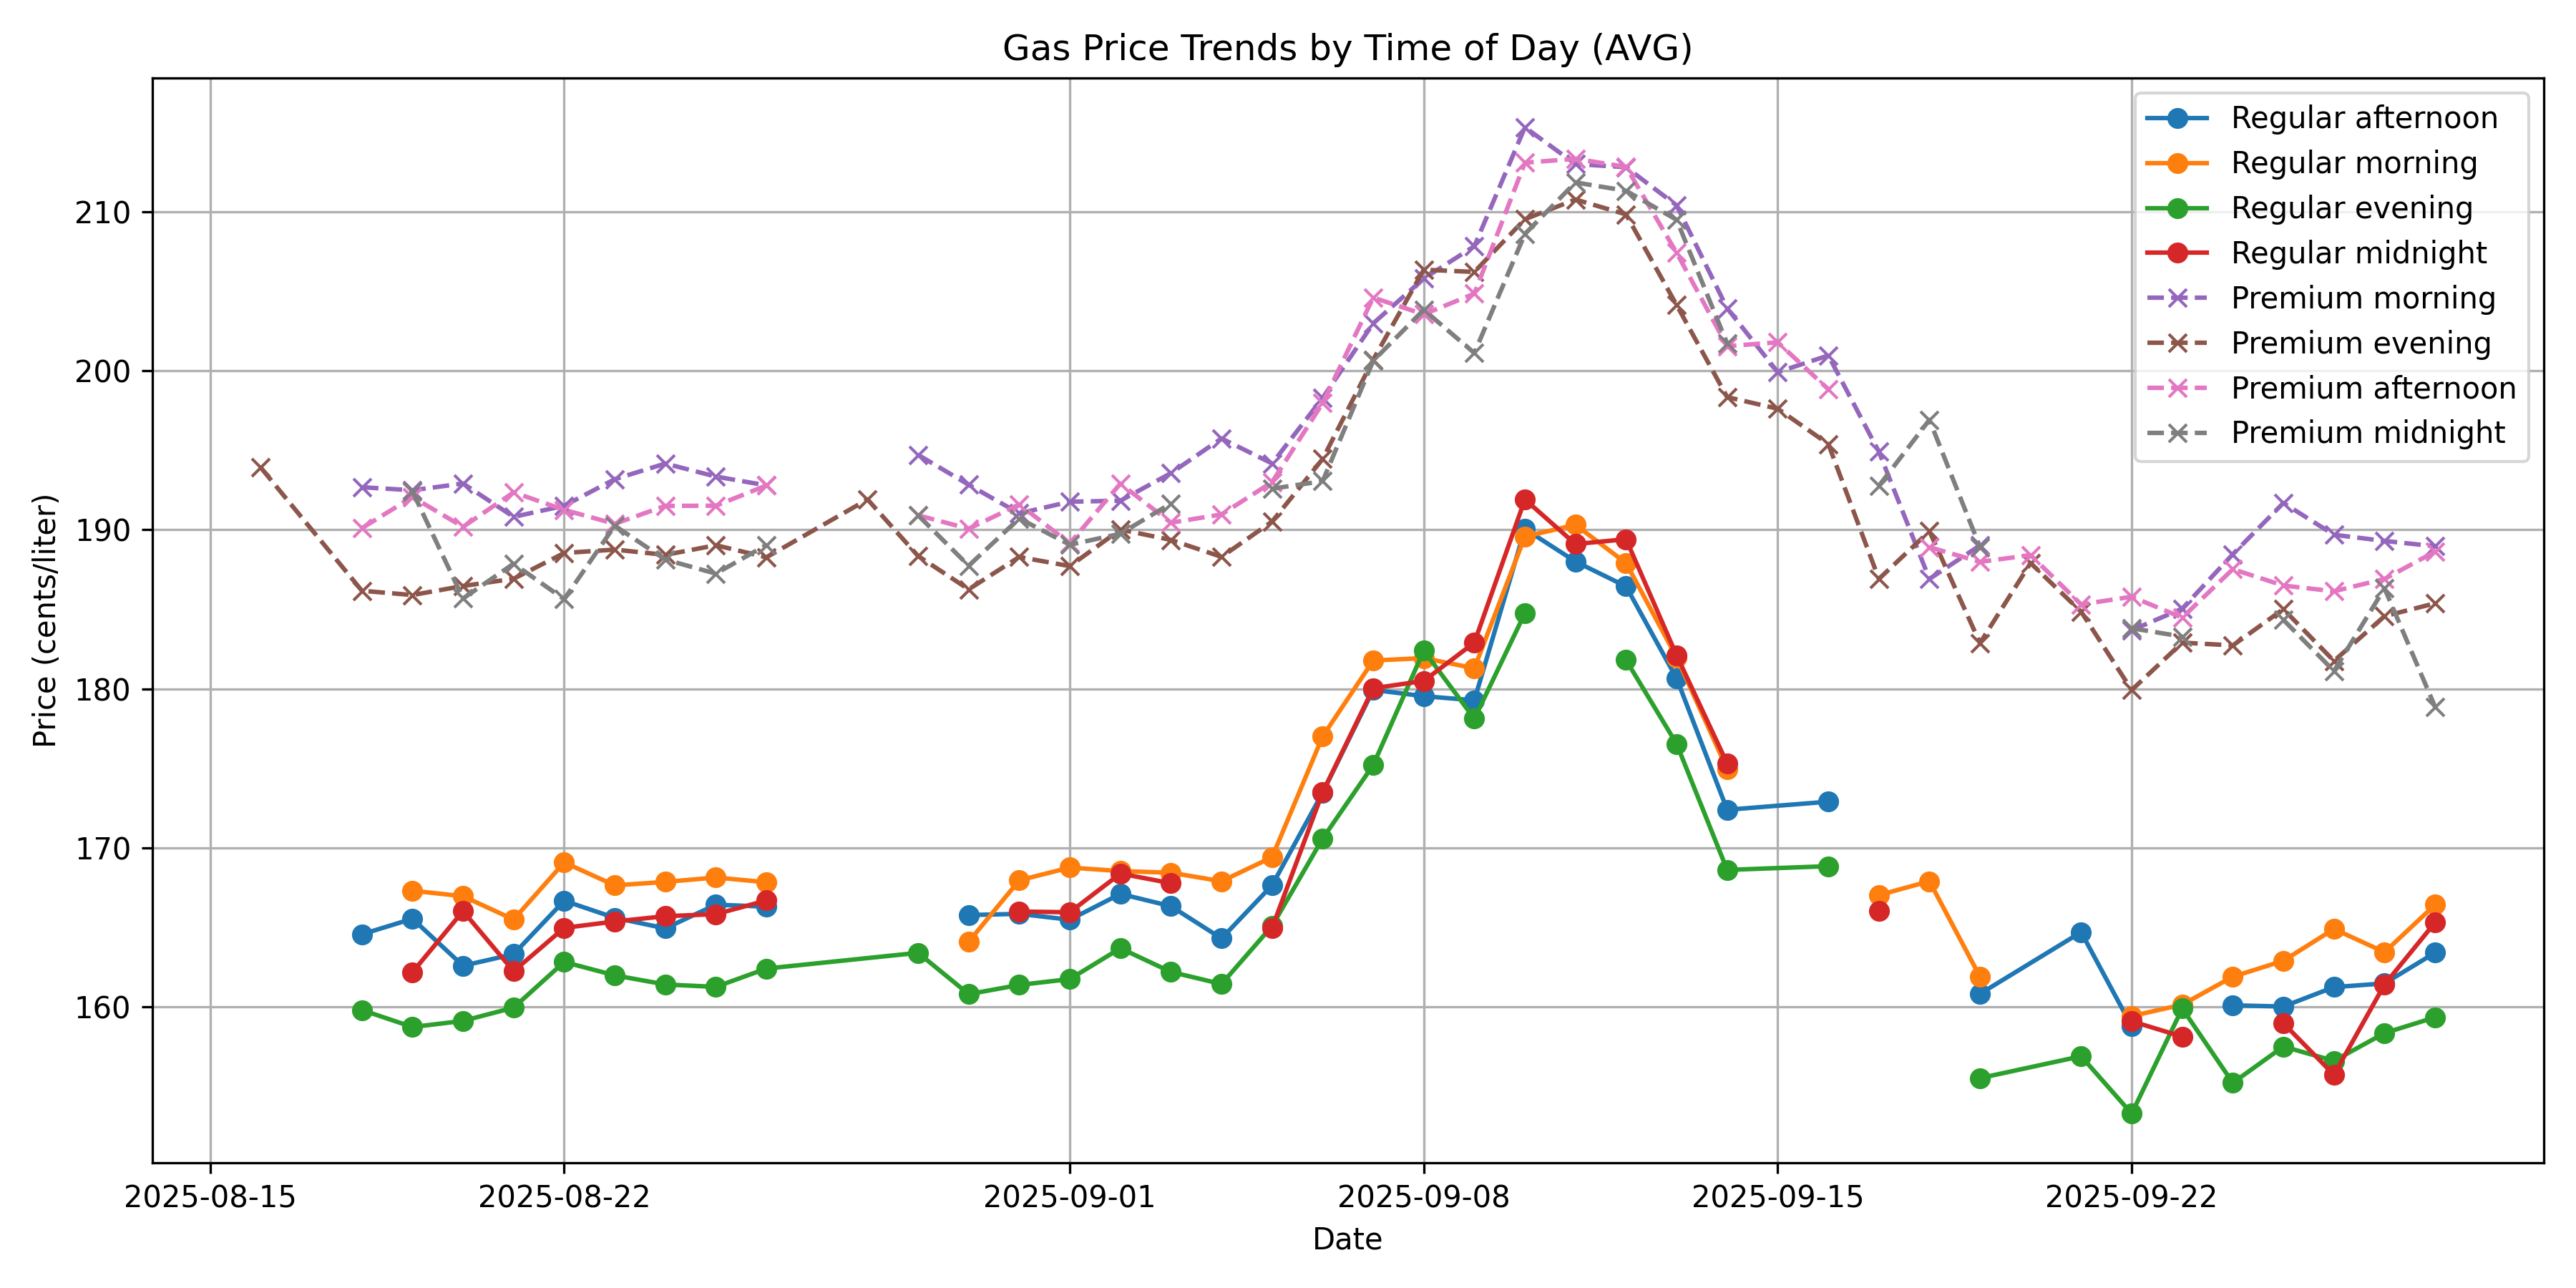 Gas Price Trends by Time of Day (AVG)
Regular afternoon
Regular morning
Regular evening
Regular midnight
Premium morning
Premium evening
Premium afternoon
Premium midnight
Price (cents/liter)
210
200
190
180
170
160
2025-08-15 2025-08-22 2025-09-01 2025-09-08 2025-09-15 2025-09-22
Date